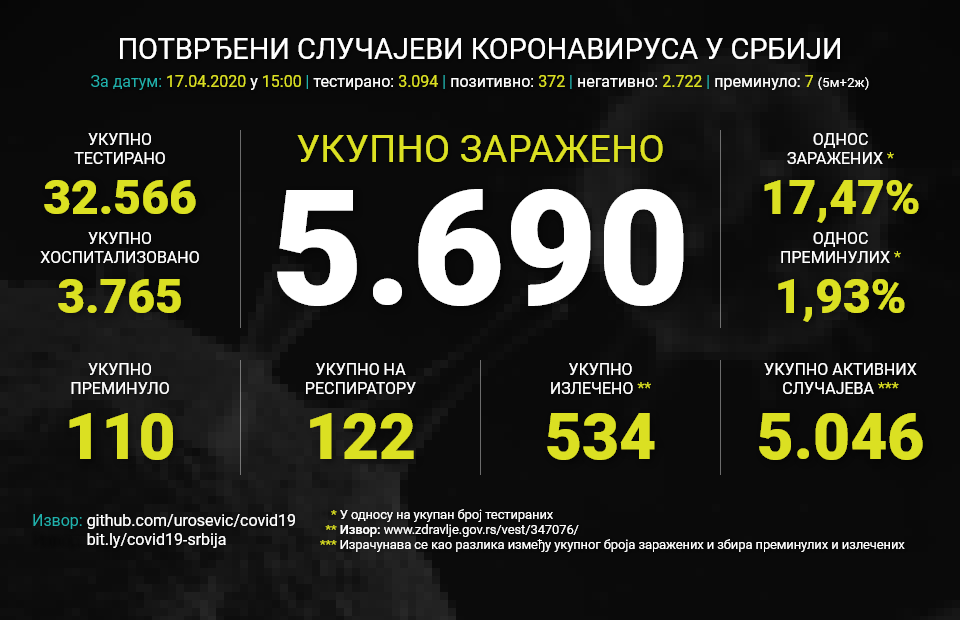 ПОТВРЂЕНИ СЛУЧАЈЕВИ КОРОНАВИРУСА У СРБИЈИ
За датум: 17.04.2020 у 15:00 | тестирано: 3.094 | позитивно: 372 | негативно: 2.722 | преминуло: 7 (5м+2ж)
УКУПНО
ТЕСТИРАНО
32.566
УКУПНО
ХОСПИТАЛИЗОВАНО
3.765
УКУПНО ЗАРАЖЕНО
5.690
ОДНОС
ЗАРАЖЕНИХ *
17,47%
ОДНОС
ПРЕМИНУЛИХ *
1,93%
УКУПНО
ПРЕМИНУЛО
110
УКУПНО НА
РЕСПИРАТОРУ
122
УКУПНО
ИЗЛЕЧЕНО **
534
УКУПНО АКТИВНИХ
СЛУЧАЈЕВА ***
5.046
Извор: github.com/urosevic/covid19
bit.ly/covid19-srbija
* У односу на укупан број тестираних
** Извор: www.zdravlje.gov.rs/vest/347076/
*** Израчунава се као разлика између укупног броја заражених и збира преминулих и излечених